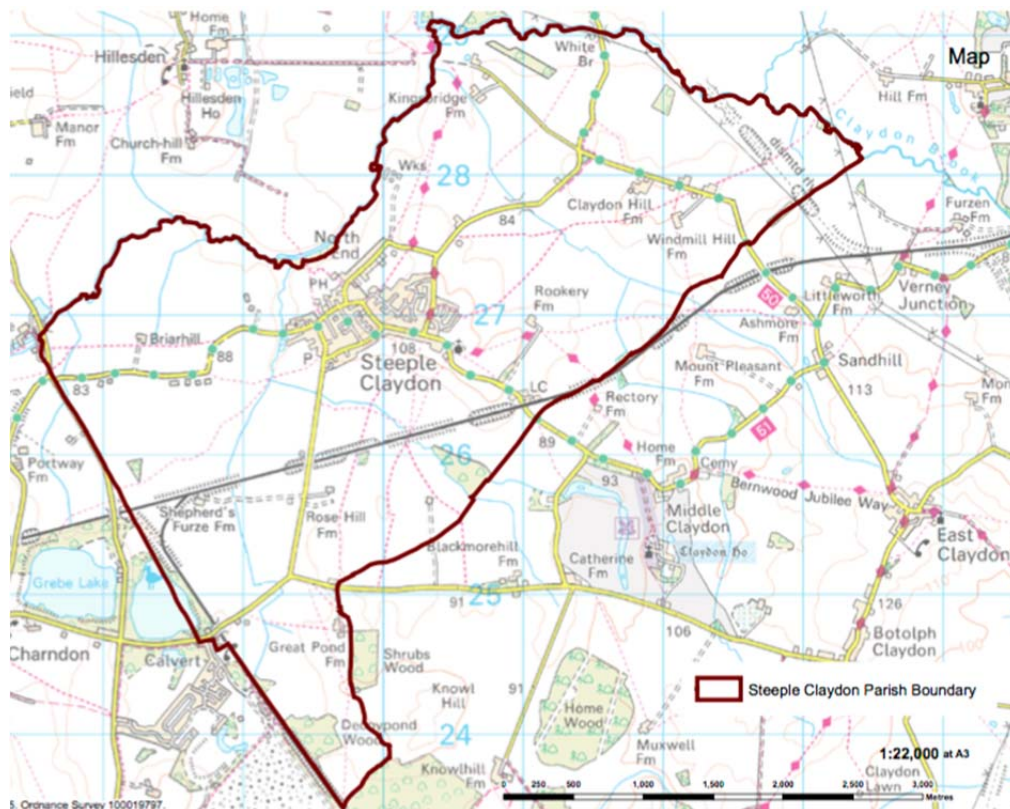 Home
Fm
White
Br
Map
Hillesden
Hillesden
Ho
Kingsbridge
Fm
Hill Fm
Manor
Fm
Church-hill
Fm
Claydon Brook
dismtd rly
Wks
28
Claydon Hill
Fm
Furzen
Fm
84
North
End
Windmill Hill
PH
Rookery
Fm
27
50
Littleworth
Fm
Verney
Junction
Briarhill
Ashmore
Fm
108
P
Steeple
Claydon
88
83
Mount Pleasant
Fm
Sandhill
113
LC
Rectory
Fm
51
89
Home
Fm
26
Portway
Fm
93
Cemy
Bernwood Jubilee Way
Shepherd's
Furze Fm
Rose Hill
Fm
Middle
Claydon
Claydon Ho
East
Claydon
Blackmorehill
Fm
Catherine
Fm
Grebe Lake
25
91
126
106
Botolph
Claydon
Charndon
Calvert
Great Pond
Fm
Shrubs
Wood
Knowl
Hill
91
Steeple Claydon Parish Boundary
Home
Wood
24
Decoypond
Wood
Muxwell
Fm
1:22,000 at A3
Knowlhill
Fm
Claydon
Lawn
250 500 1,000 1,500 2,000 2,500 3,000
Metres
5. Ordnance Survey 100019797.